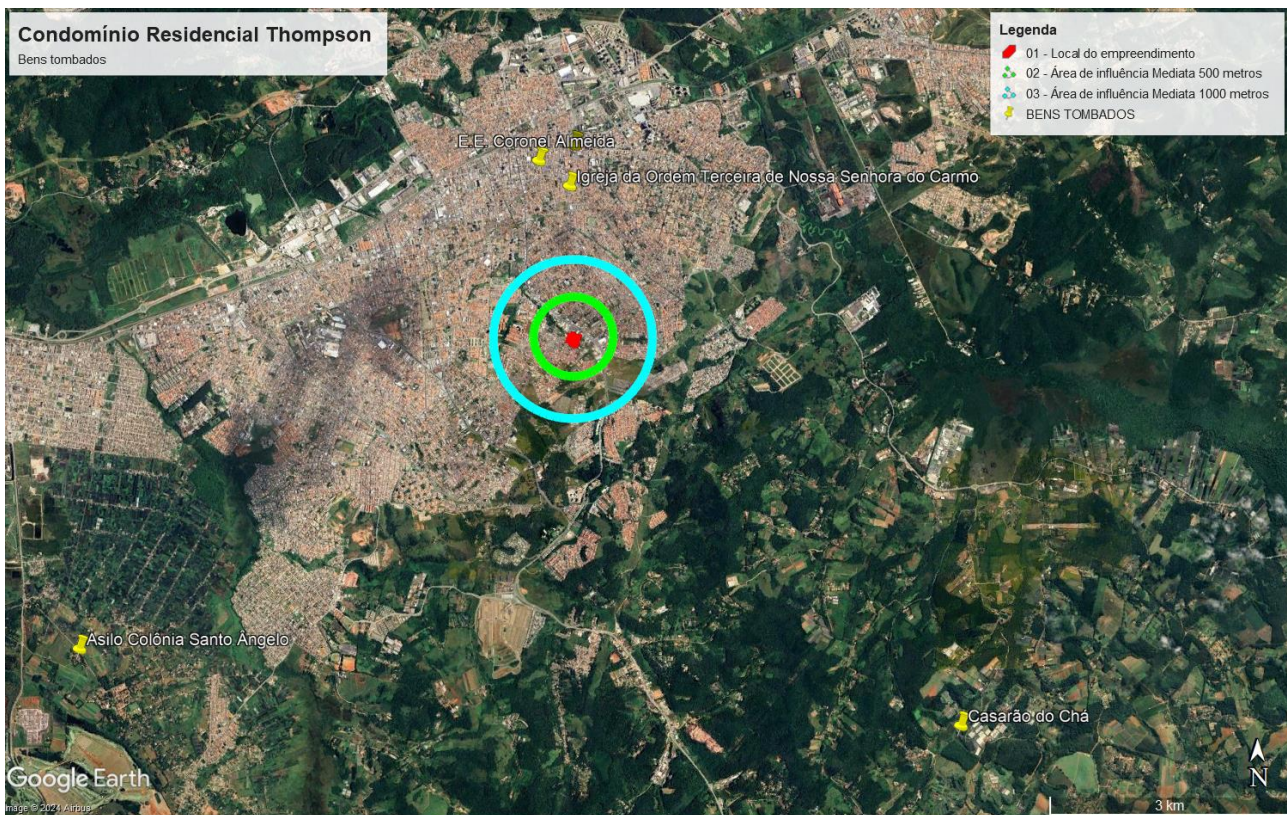 Condomínio Residencial Thompson
Bens tombados
Legenda
01 - Local do empreendimento
02 - Área de influência Mediata 500 metros
03 - Área de influência Mediata 1000 metros
BENS TOMBADOS
E.E. Coronel Almeida
Igreja da Ordem Terceira de Nossa Senhora do Carmo
Asilo Colônia Santo Ângelo
Casarão do Chá
Google Earth
Image © 2024 Airbus
N
3 km